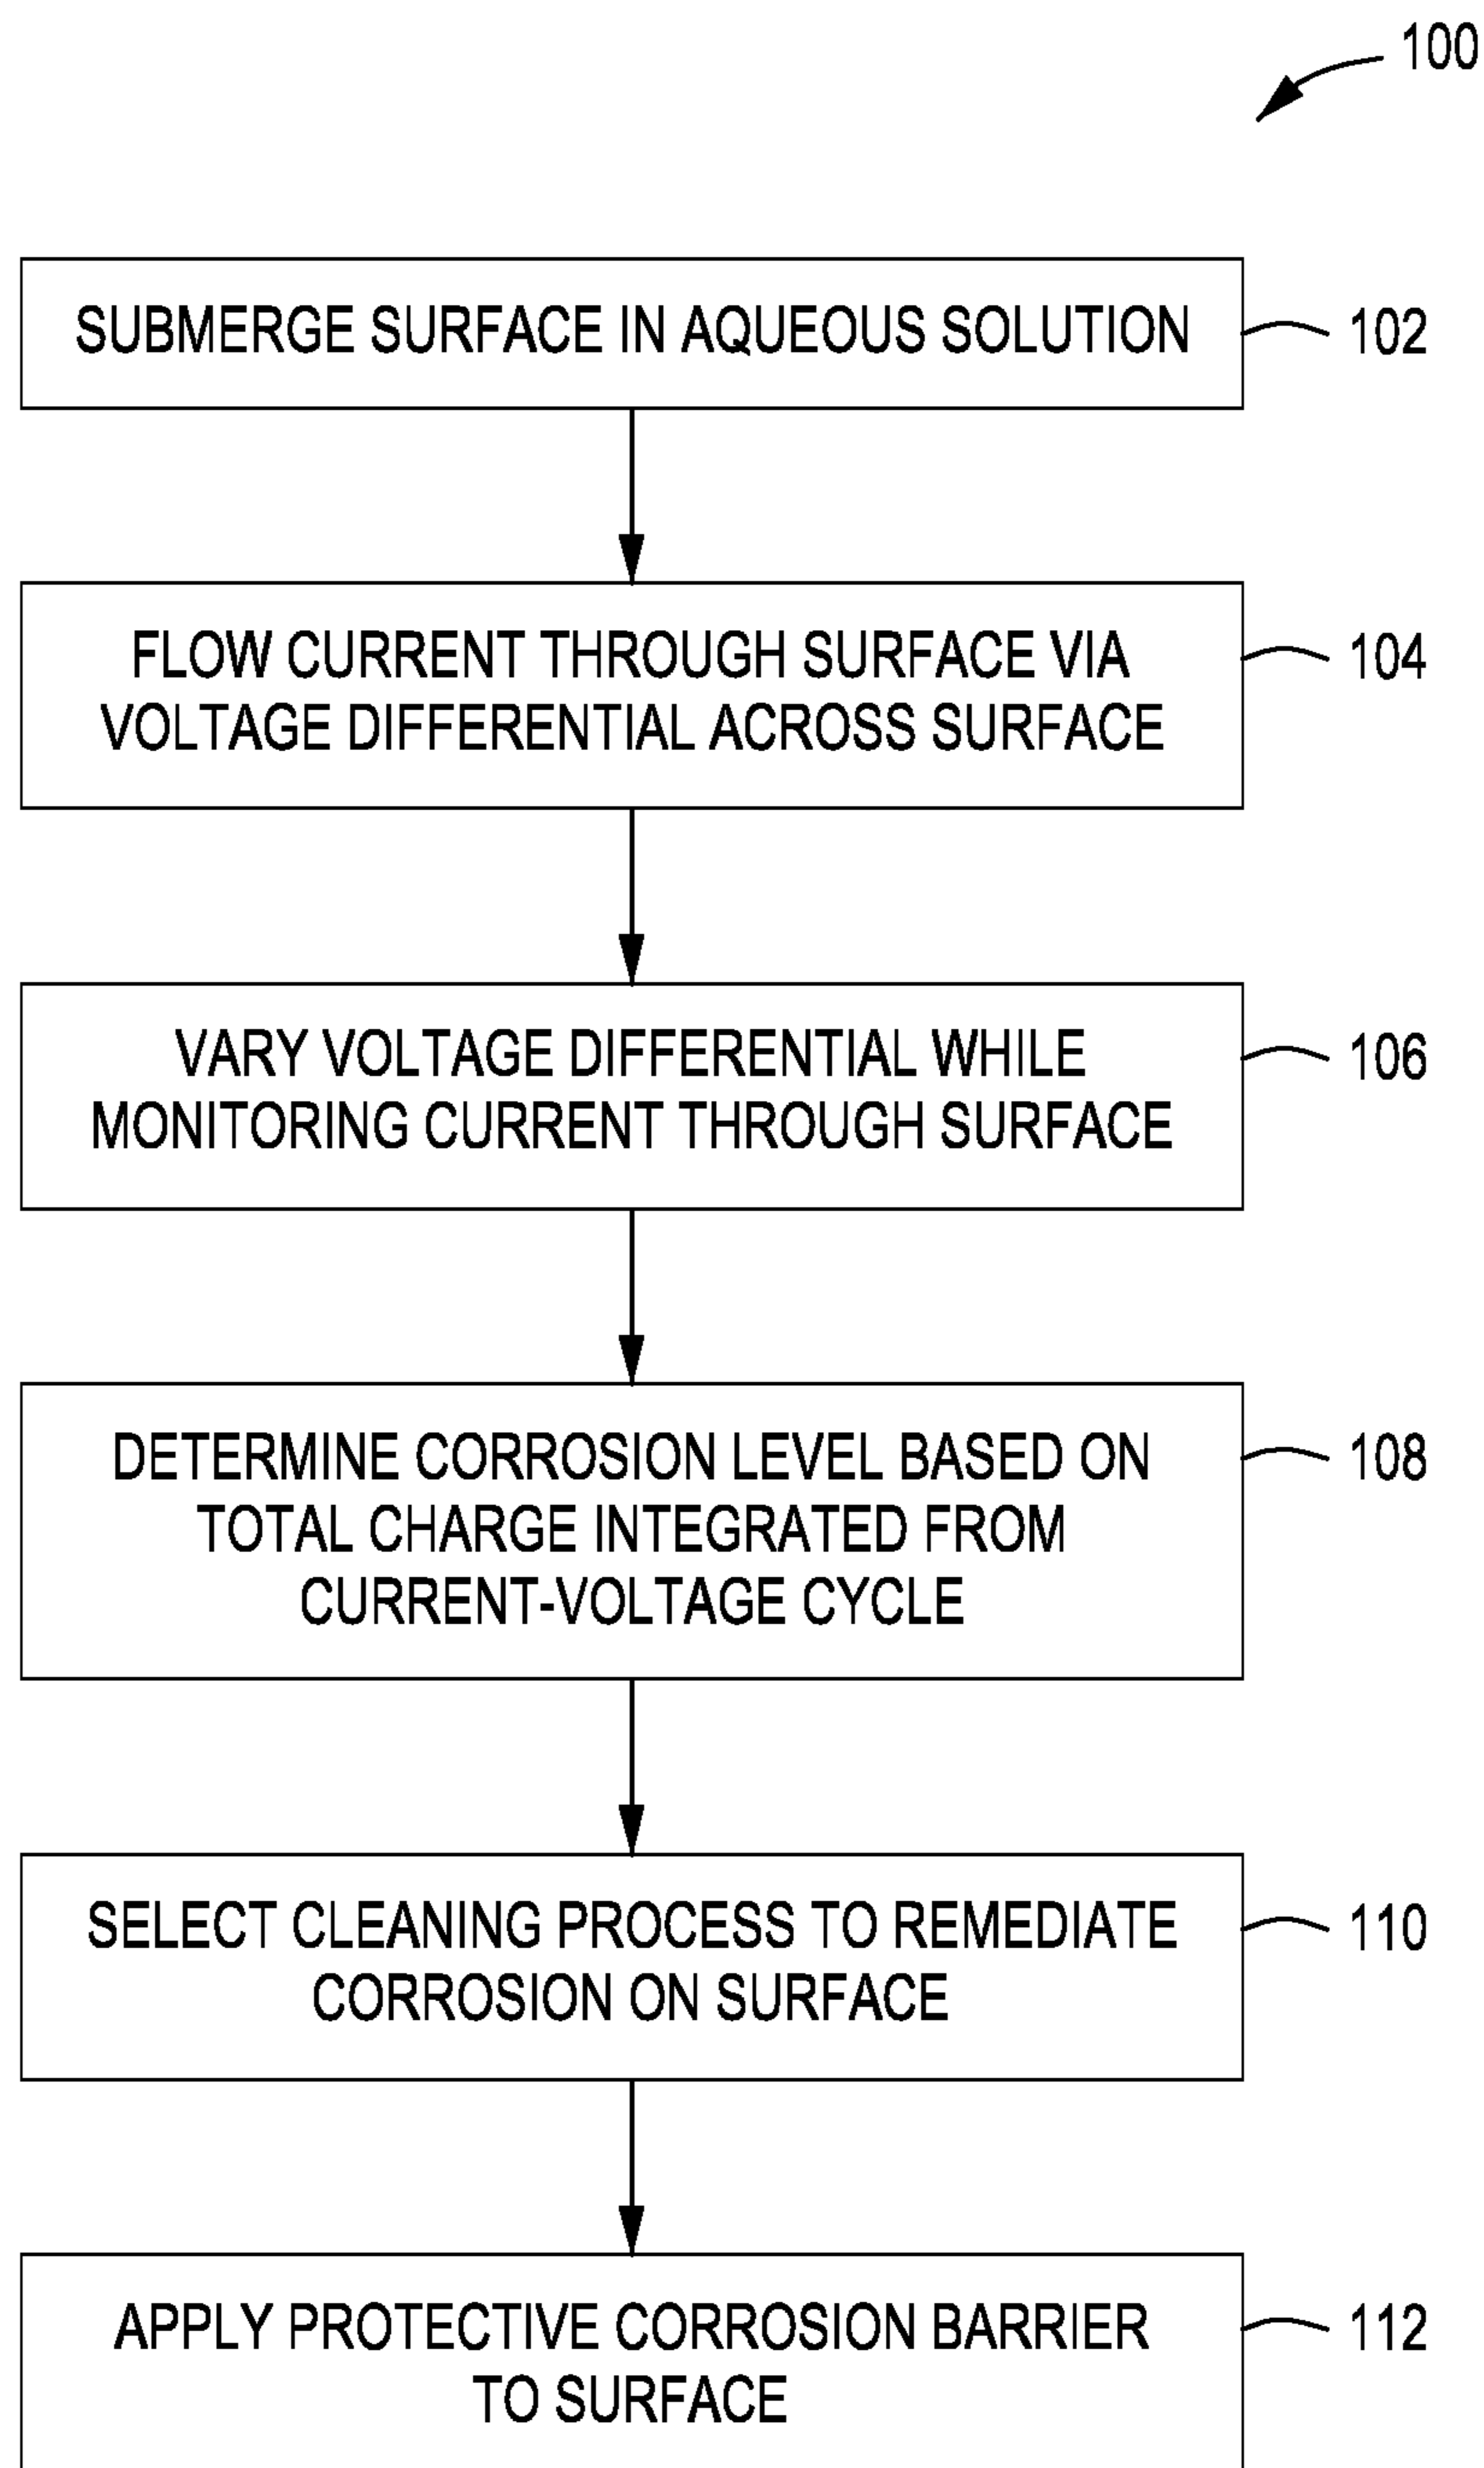 100
SUBMERGE SURFACE IN AQUEOUS SOLUTION
102
FLOW CURRENT THROUGH SURFACE VIA
VOLTAGE DIFFERENTIAL ACROSS SURFACE
104
VARY VOLTAGE DIFFERENTIAL WHILE
MONITORING CURRENT THROUGH SURFACE
106
DETERMINE CORROSION LEVEL BASED ON
TOTAL CHARGE INTEGRATED FROM
CURRENT-VOLTAGE CYCLE
108
SELECT CLEANING PROCESS TO REMEDIATE
CORROSION ON SURFACE
110
APPLY PROTECTIVE CORROSION BARRIER
TO SURFACE
112